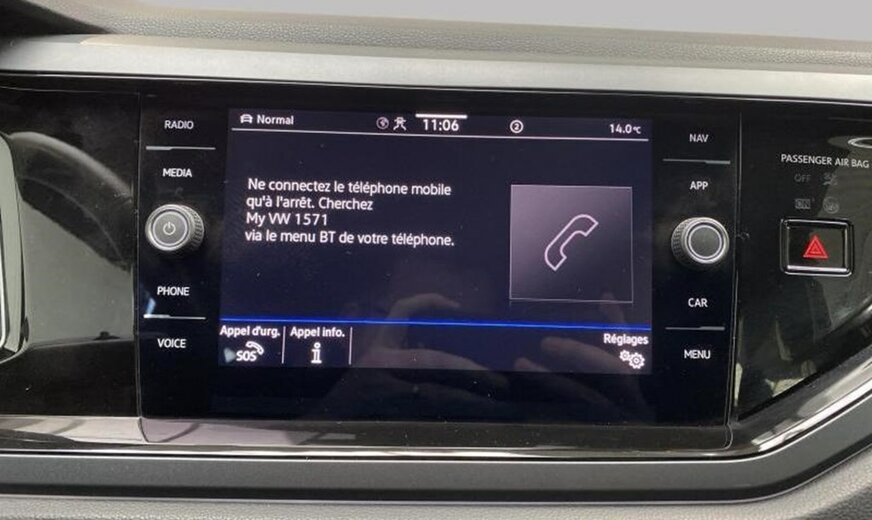 RADIO
MEDIA
PHONE
VOICE
Normal
11:06
2
14.0°C
Ne connectez le téléphone mobile
qu'à l'arrêt. Cherchez
My VW 1571
via le menu BT de votre téléphone.
Appel d'urg.
SOS
Appel info.
i
Réglages
NAV
APP
CAR
MENU
PASSENGER AIR BAG
OFF
ON